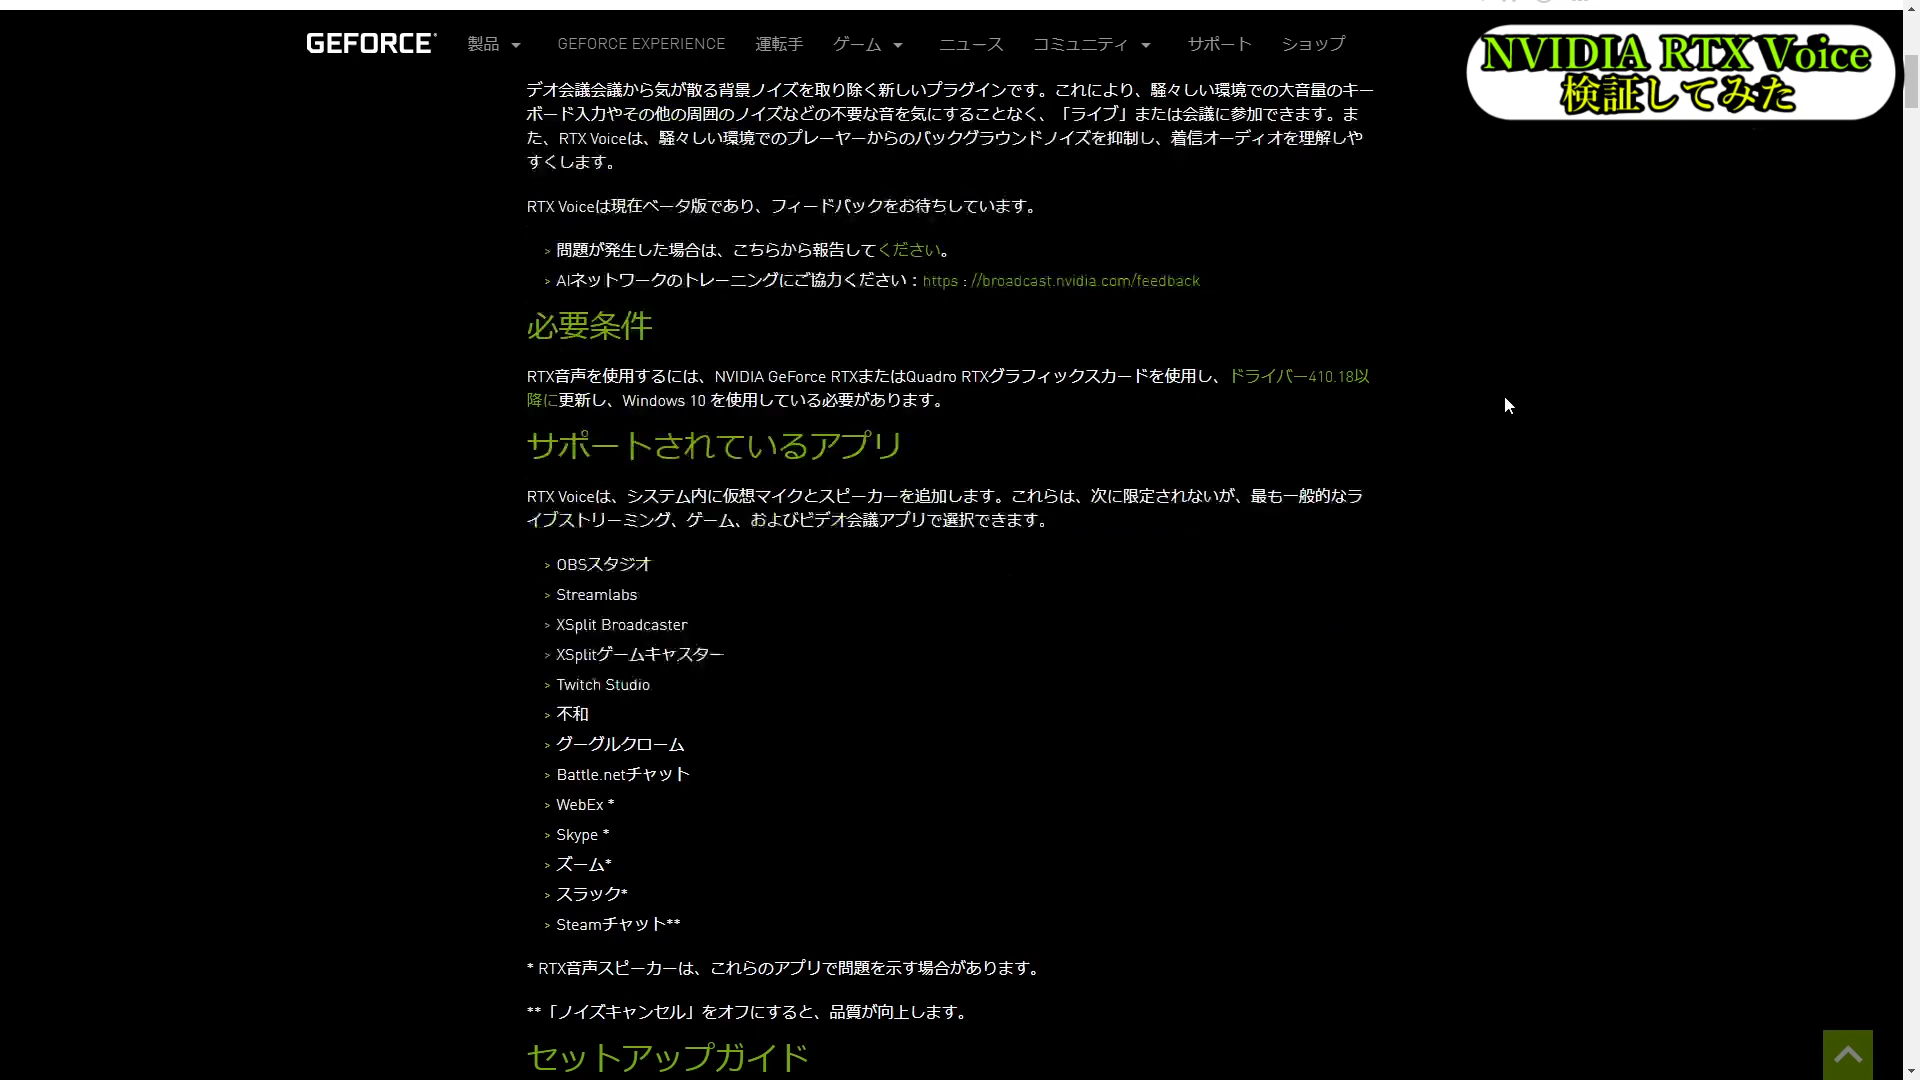 GEFORCE
製品
GEFORCE EXPERIENCE
運転手
ゲーム
ニュース
コミュニティ
サポート
ショップ
NVIDIA RTX Voice
検証してみた
デオ会議会議から気が散る背景ノイズを取り除く新しいプラグインです。これにより、騒々しい環境での大音量のキー
ボード入力やその他の周囲のノイズなどの不要な音を気にすることなく、「ライブ」または会議に参加できます。ま
た、RTX Voiceは、騒々しい環境でのプレーヤーからのバックグラウンドノイズを抑制し、着信オーディオを理解しや
すくします。
RTX Voiceは現在ベータ版であり、フィードバックをお待ちしています。
> 問題が発生した場合は、こちらから報告してください。
> AIネットワークのトレーニングにご協力ください：https : //broadcast.nvidia.com/feedback
必要条件
RTX音声を使用するには、NVIDIA GeForce RTXまたはQuadro RTXグラフィックスカードを使用し、ドライバー410.18以
降に更新し、Windows 10 を使用している必要があります。
サポートされているアプリ
RTX Voiceは、システム内に仮想マイクとスピーカーを追加します。これらは、次に限定されないが、最も一般的なラ
イブストリーミング、ゲーム、およびビデオ会議アプリで選択できます。
> OBSスタジオ
> Streamlabs
> XSplit Broadcaster
> XSplitゲームキャスター
> Twitch Studio
> 不和
> グーグルクローム
> Battle.netチャット
> WebEx *
> Skype *
> ズーム*
> スラック*
> Steamチャット**
* RTX音声スピーカーは、これらのアプリで問題を示す場合があります。
**「ノイズキャンセル」をオフにすると、品質が向上します。
セットアップガイド